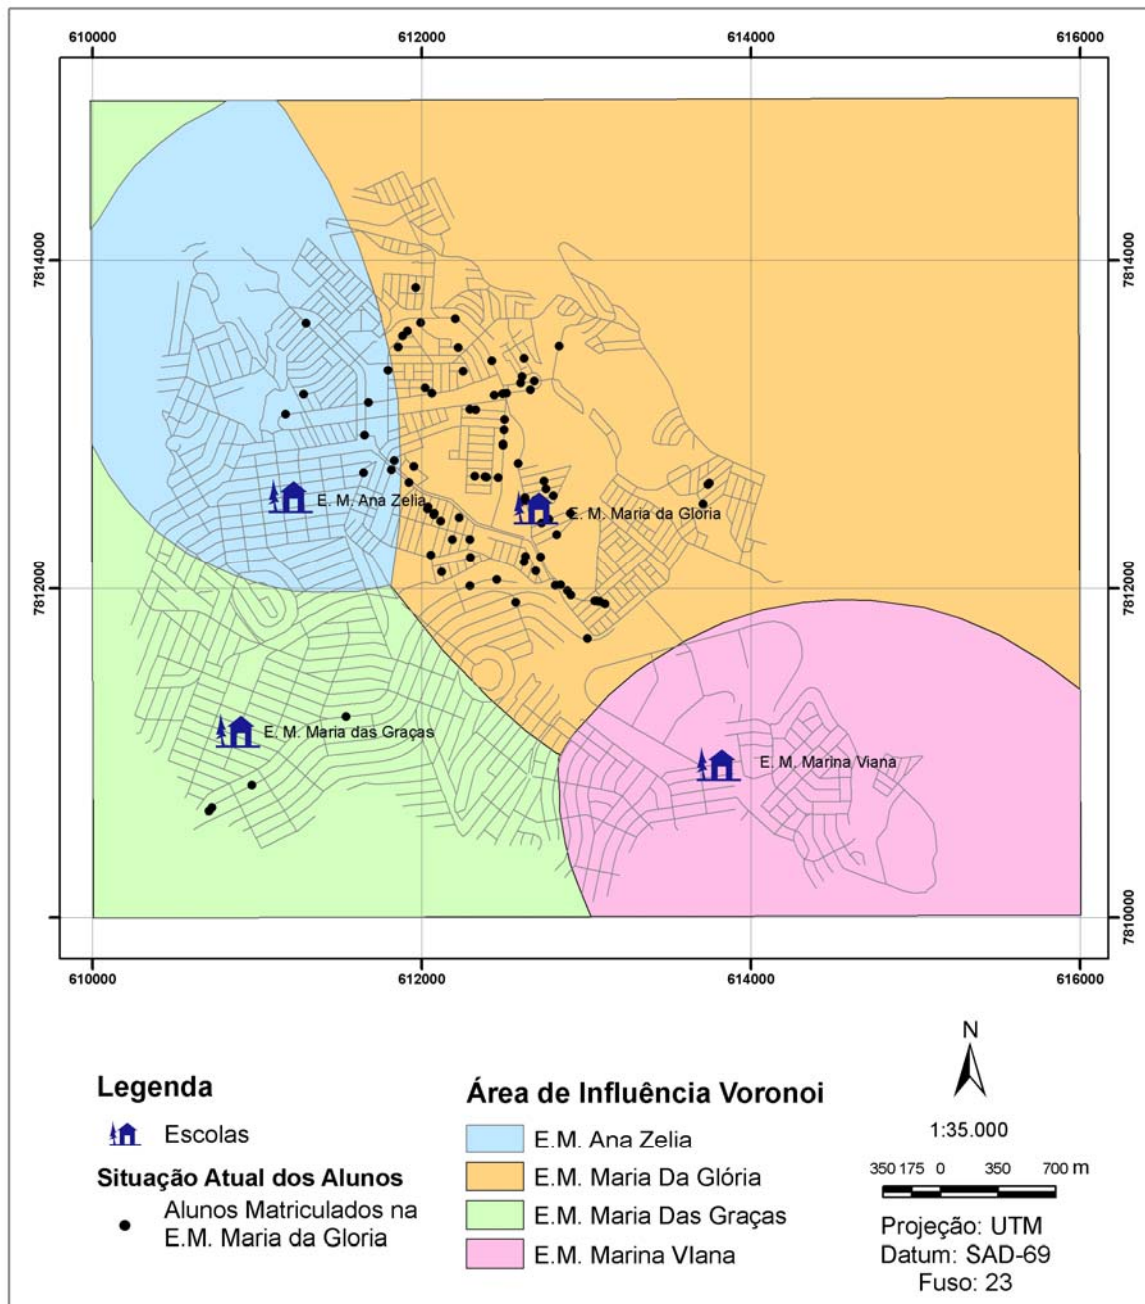 610000 612000 614000 616000
7814000 7814000
E. M. Ana Zelia
E. M. Maria da Gloria
7812000 7812000
E. M. Maria das Graças
E. M. Marina Viana
7810000 7810000
610000 612000 614000 616000
Legenda
Escolas
Situação Atual dos Alunos
Alunos Matriculados na
E.M. Maria da Gloria
Área de Influência Voronoi
E.M. Ana Zelia
E.M. Maria Da Glória
E.M. Maria Das Graças
E.M. Marina VIana
N
1:35.000
350 175 0 350 700 m
Projeção: UTM
Datum: SAD-69
Fuso: 23